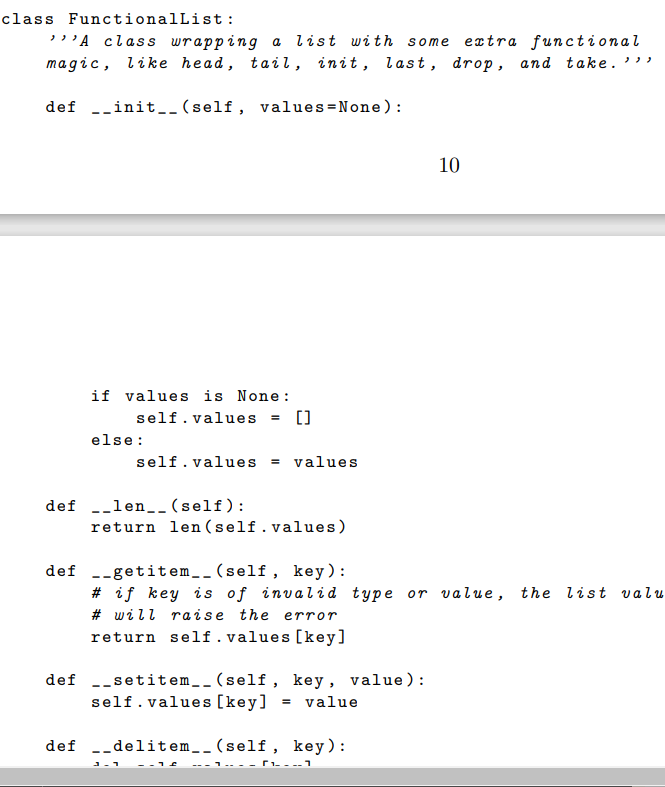 class FunctionalList:
    '''A class wrapping a list with some extra functional
    magic, like head, tail, init, last, drop, and take.'''

    def __init__(self, values=None):

10

        if values is None:
            self.values = []
        else:
            self.values = values

    def __len__(self):
        return len(self.values)

    def __getitem__(self, key):
        # if key is of invalid type or value, the list valu
        # will raise the error
        return self.values[key]

    def __setitem__(self, key, value):
        self.values[key] = value

    def __delitem__(self, key):